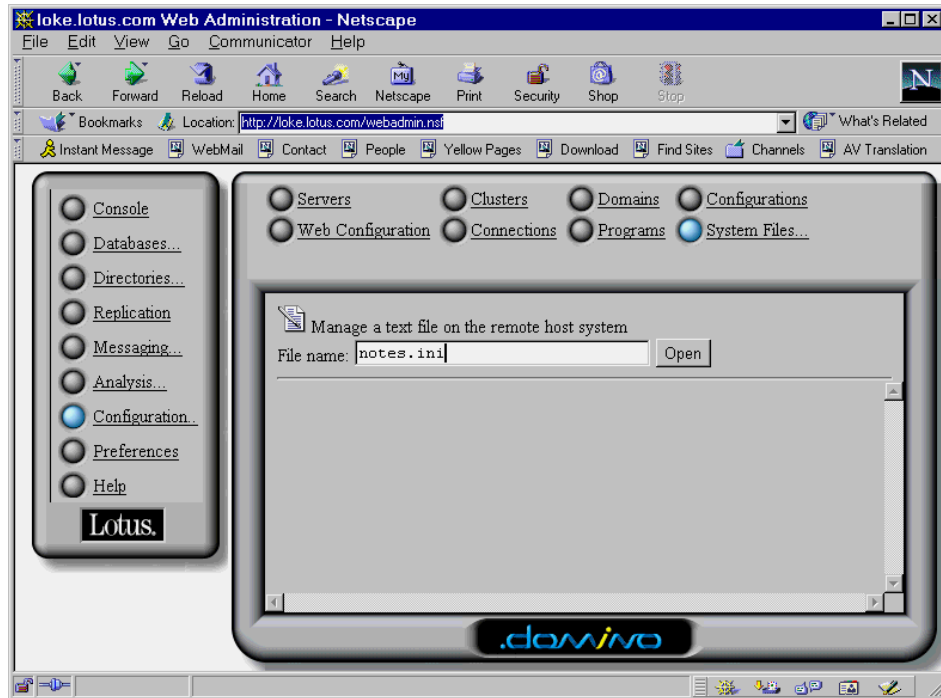 loke.lotus.com Web Administration - Netscape
File Edit View Go Communicator Help
Back Forward Reload Home Search Netscape Print Security Shop Stop
My
N
Bookmarks Location: http://loke.lotus.com/webadmin.nsf What's Related
Instant Message WebMail Contact People Yellow Pages Download Find Sites Channels AV Translation
Console
Databases...
Directories...
Replication
Messaging...
Analysis...
Configuration..
Preferences
Help
Lotus.
Servers Clusters Domains Configurations
Web Configuration Connections Programs System Files...
Manage a text file on the remote host system
File name: notes.ini Open
.domino